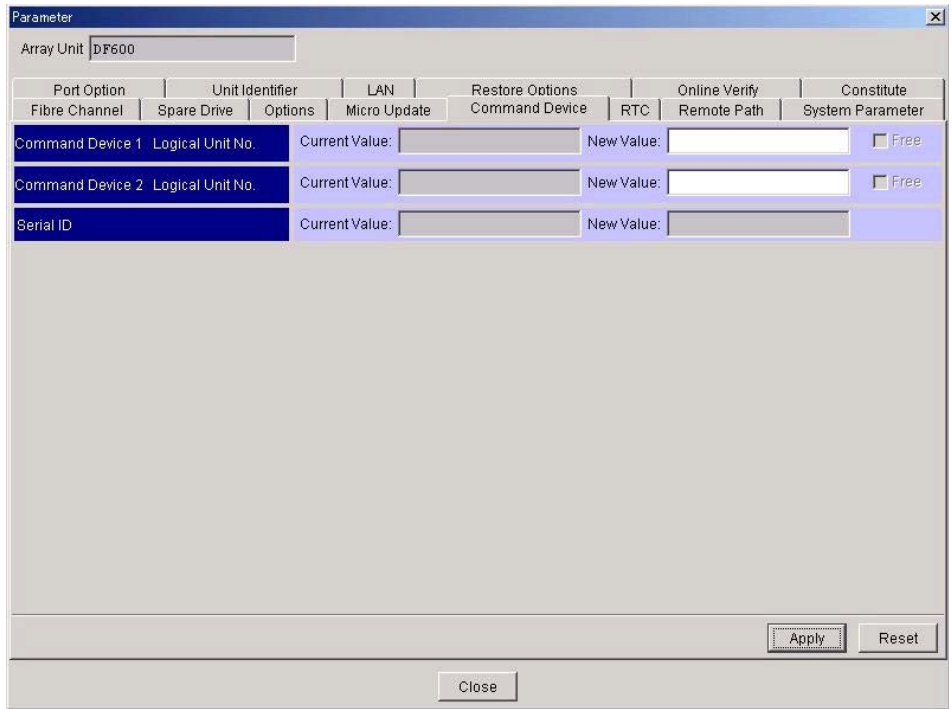 Parameter
Array Unit DF600
Port Option Unit Identifier LAN Restore Options Online Verify Constitute
Fibre Channel Spare Drive Options Micro Update Command Device RTC Remote Path System Parameter
Command Device 1 Logical Unit No. Current Value: New Value: Free
Command Device 2 Logical Unit No. Current Value: New Value: Free
Serial ID Current Value: New Value:
Apply Reset
Close